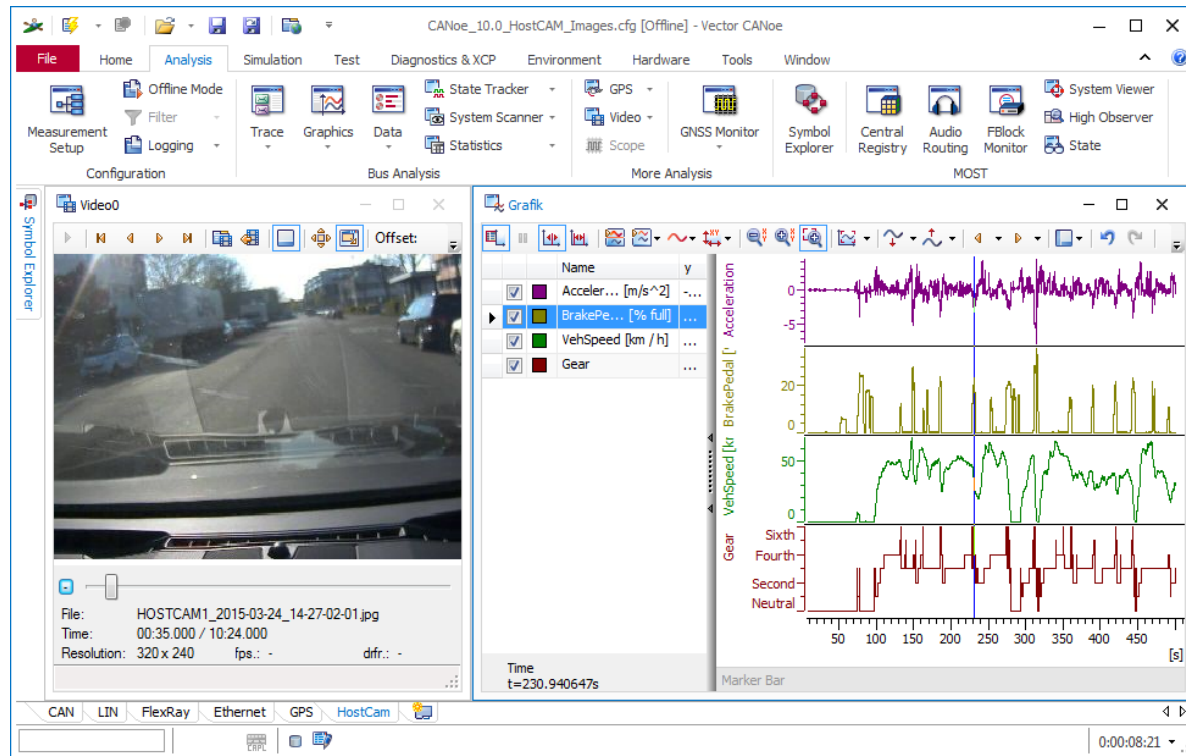 CANoe_10.0_HostCAM_Images.cfg [Offline] - Vector CANoe
File Home Analysis Simulation Test Diagnostics & XCP Environment Hardware Tools Window
Measurement Setup
Offline Mode
Filter
Logging
Configuration
Trace
Graphics
Data
State Tracker
System Scanner
Statistics
Bus Analysis
GPS
Video
Scope
GNSS Monitor
More Analysis
Symbol Explorer
Central Registry
Audio Routing
FBlock Monitor
System Viewer
High Observer
State
MOST
Symbol Explorer
Video0
Offset:
File: HOSTCAM1_2015-03-24_14-27-02-01.jpg
Time: 00:35.000 / 10:24.000
Resolution: 320 x 240 fps.: - drfr.: -
Grafik
Name y
Acceler... [m/s^2] -...
BrakePe... [% full] ...
VehSpeed [km / h] ...
Gear ...
Time
t=230.940647s
Acceleration
0
-5
BrakePedal ['
20
0
VehSpeed [kr
50
0
Gear
Sixth
Fourth
Second
Neutral
50 100 150 200 250 300 350 400 450
[s]
Marker Bar
CAN LIN FlexRay Ethernet GPS HostCam
CAPL
0:00:08:21